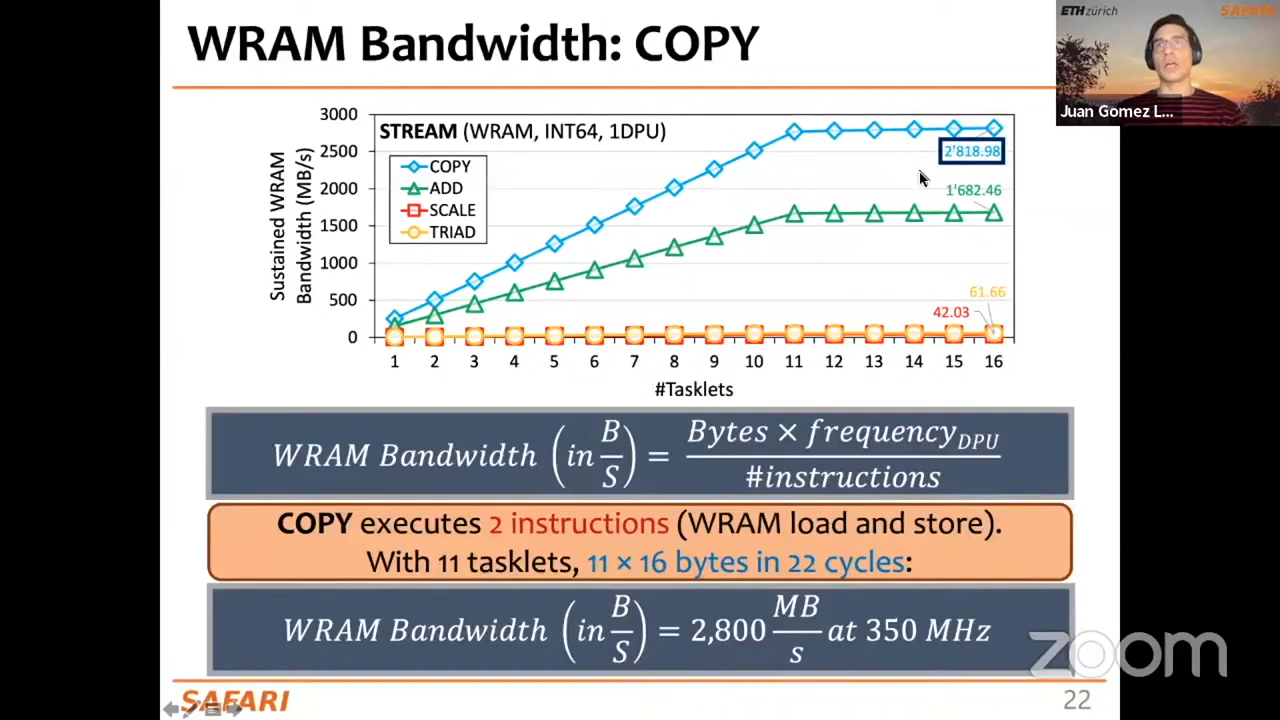 WRAM Bandwidth: COPY
ETH zürich
SAFARI
Juan Gomez L...
STREAM (WRAM, INT64, 1DPU)
Sustained WRAM
Bandwidth (MB/s)
3000
2500
2000
1500
1000
500
0
COPY
ADD
SCALE
TRIAD
2'818.98
1'682.46
61.66
42.03
1 2 3 4 5 6 7 8 9 10 11 12 13 14 15 16
#Tasklets
WRAM Bandwidth (in B/S) = Bytes × frequency_DPU / #instructions
COPY executes 2 instructions (WRAM load and store).
With 11 tasklets, 11 × 16 bytes in 22 cycles:
WRAM Bandwidth (in B/S) = 2,800 MB/s at 350 MHz
zoom
SAFARI
22